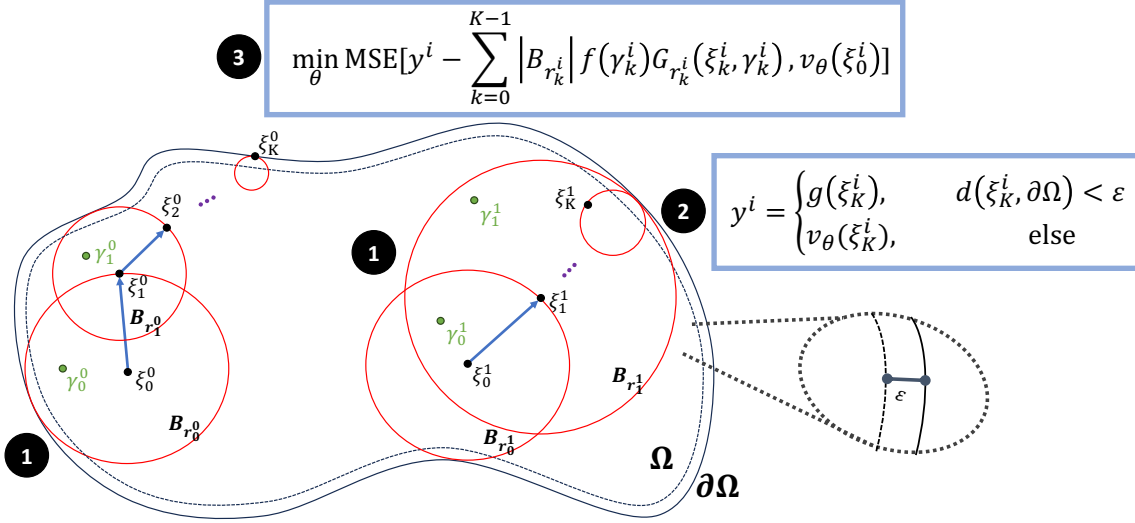 3
min_θ MSE[y^i − ∑_{k=0}^{K−1} |B_{r_k^i}| f(γ_k^i) G_{r_k^i}(ξ_k^i, γ_k^i), v_θ(ξ_0^i)]
ξ_K^0
ξ_2^0
γ_1^0
ξ_1^0
B_{r_1^0}
γ_0^0
ξ_0^0
B_{r_0^0}
1
1
γ_1^1
ξ_K^1
ξ_1^1
γ_0^1
ξ_0^1
B_{r_1^1}
B_{r_0^1}
Ω
∂Ω
2
y^i = { g(ξ_K^i), d(ξ_K^i, ∂Ω) < ε
v_θ(ξ_K^i), else
ε